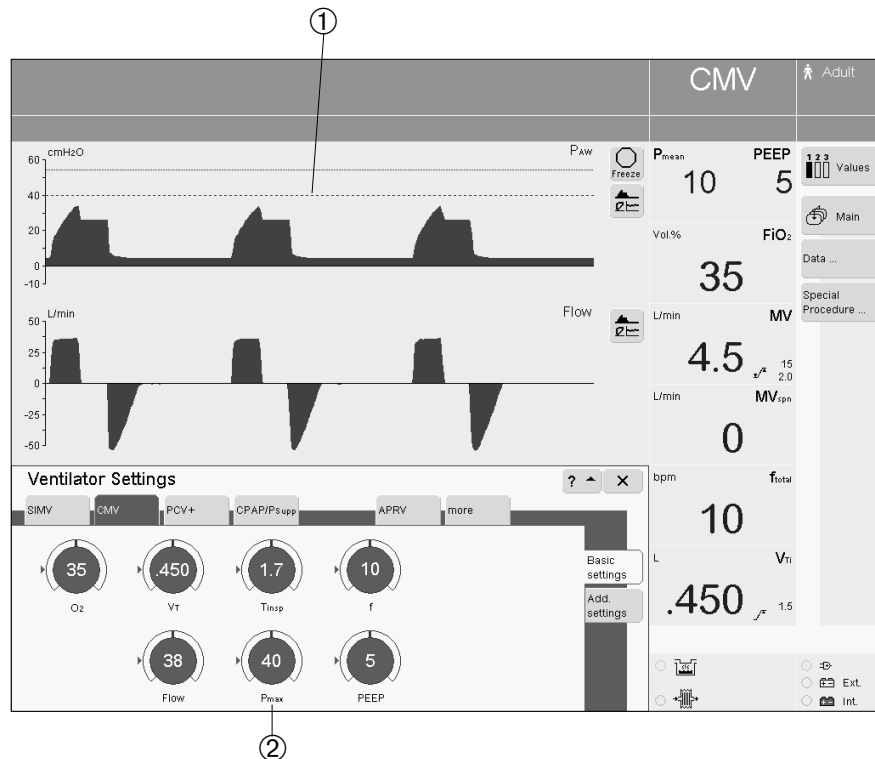 ①
CMV
Adult
cmH2O
PAW
60
40
20
0
-10
Freeze
L/min
Flow
50
25
0
-25
-50
Pmean PEEP
10 5
Vol.% FiO2
35
L/min MV
4.5 15
2.0
L/min MVspn
0
bpm ftotal
10
L VTi
.450 1.5
1 2 3
Values
Main
Data ...
Special
Procedure ...
Ventilator Settings
?
SIMV CMV PCV+ CPAP/Psupp APRV more
35 .450 1.7 10
O2 VT Tinsp f
38 40 5
Flow Pmax PEEP
Basic
settings
Add.
settings
Ext.
Int.
②